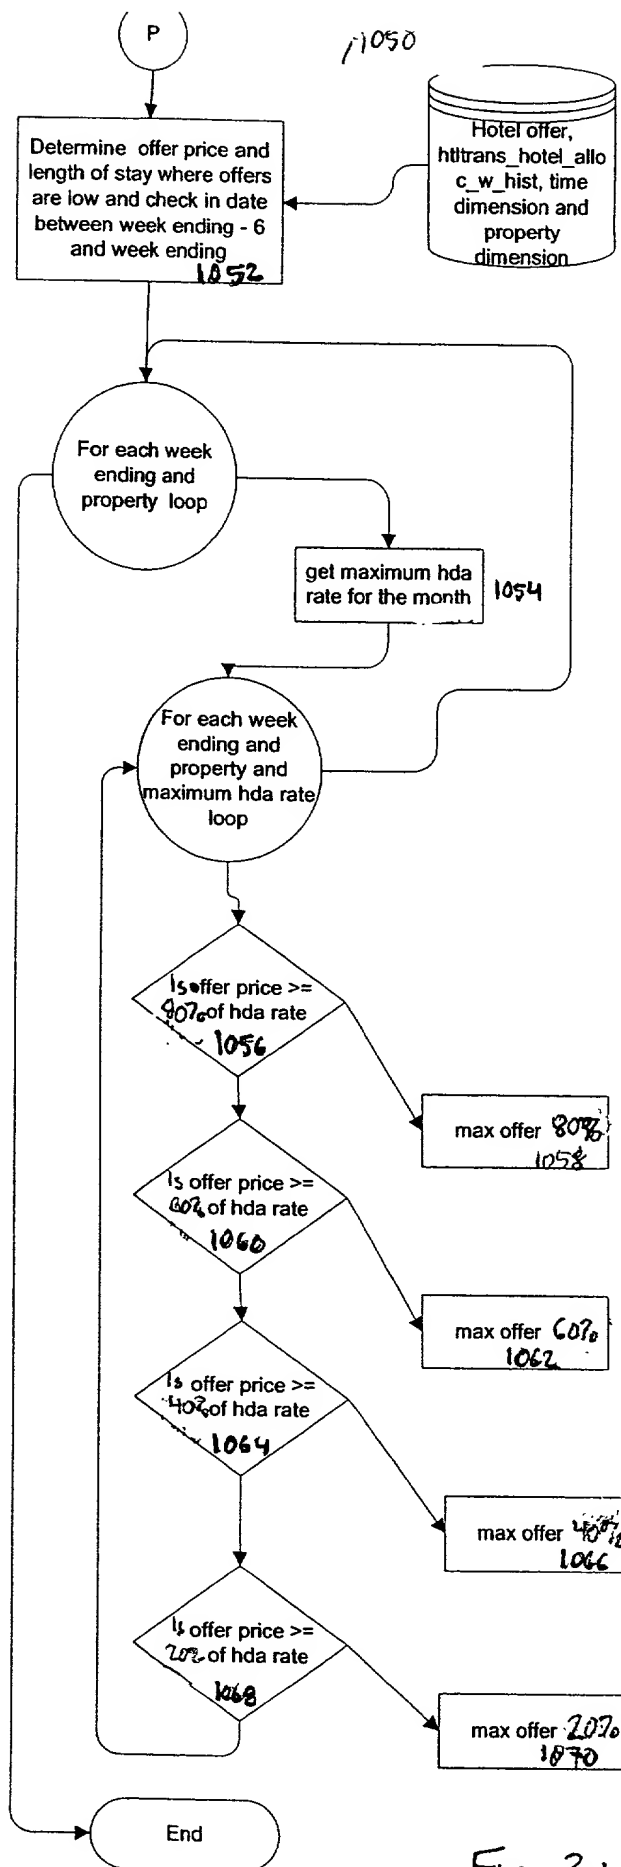 P
1050
Determine offer price and
length of stay where offers
are low and check in date
between week ending - 6
and week ending
1052
Hotel offer,
htltrans_hotel_allo
c_w_hist, time
dimension and
property
dimension
For each week
ending and
property loop
get maximum hda
rate for the month
1054
For each week
ending and
property and
maximum hda rate
loop
Is offer price >=
80% of hda rate
1056
max offer 80%
1058
Is offer price >=
60% of hda rate
1060
max offer 60%
1062
Is offer price >=
40% of hda rate
1064
max offer 40%
1066
Is offer price >=
20% of hda rate
1068
max offer 20%
1070
End